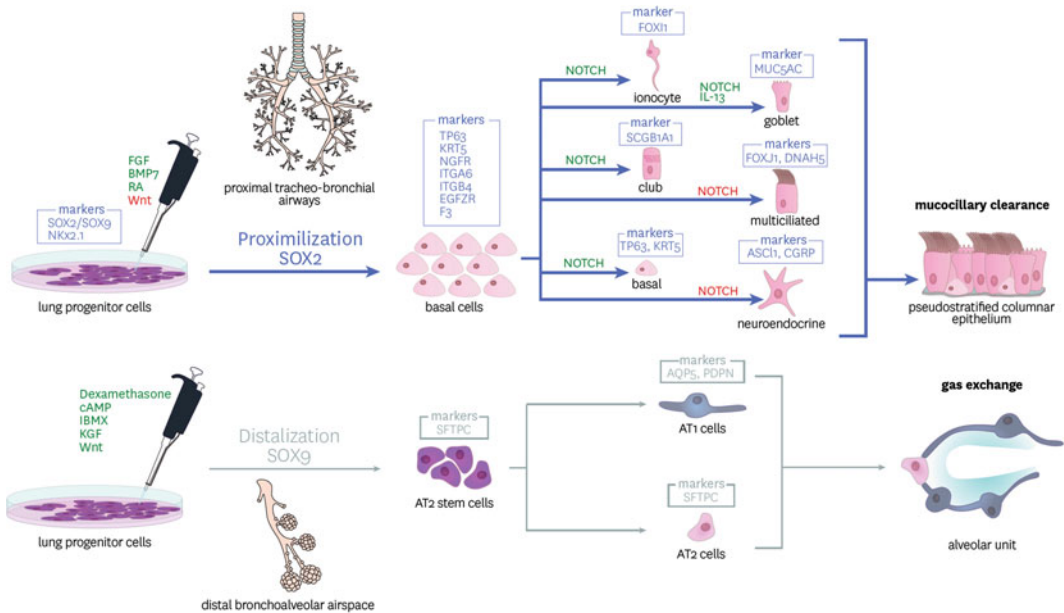 FGF
BMP7
RA
Wnt
markers
SOX2/SOX9
NKx2.1
lung progenitor cells
proximal tracheo-bronchial
airways
Proximilization
SOX2
markers
TP63
KRT5
NGFR
ITGA6
ITGB4
EGFZR
F3
basal cells
marker
FOXI1
NOTCH
ionocyte
marker
MUC5AC
NOTCH
IL-13
goblet
marker
SCGB1A1
NOTCH
club
markers
FOXJ1, DNAH5
NOTCH
multiciliated
markers
TP63, KRT5
NOTCH
basal
markers
ASCl1, CGRP
NOTCH
neuroendocrine
mucocillary clearance
pseudostratified columnar
epithelium
Dexamethasone
cAMP
IBMX
KGF
Wnt
lung progenitor cells
Distalization
SOX9
distal bronchoalveolar airspace
markers
SFTPC
AT2 stem cells
markers
AQP5, PDPN
AT1 cells
markers
SFTPC
AT2 cells
gas exchange
alveolar unit